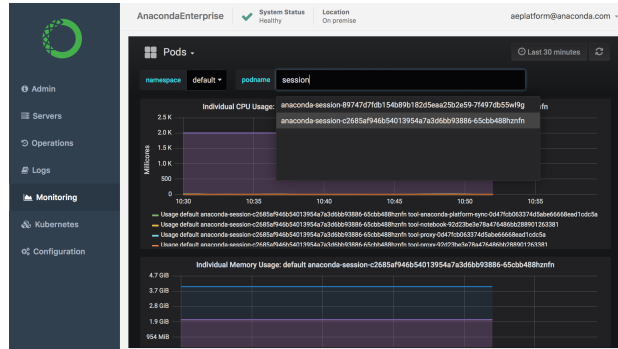 AnacondaEnterprise
System Status
Healthy
Location
On premise
aeplatform@anaconda.com
Admin
Servers
Operations
Logs
Monitoring
Kubernetes
Configuration
Pods
Last 30 minutes
namespace
default
podname
session
anaconda-session-89747d7fdb154b89b182d5eaa25b2e59-7f497db55wf9g
anaconda-session-c2685af946b54013954a7a3d6bb93886-65cbb488hznfn
Individual CPU Usage:
fn
Millicores
2.5 K
2.0 K
1.5 K
1.0 K
500
0
10:30
10:35
10:40
10:45
10:50
10:55
Usage default anaconda-session-c2685af946b54013954a7a3d6bb93886-65cbb488hznfn tool-anaconda-platform-sync-0d47fcb063374d5abe66668ead1cdc5a
Usage default anaconda-session-c2685af946b54013954a7a3d6bb93886-65cbb488hznfn tool-notebook-92d23be3e78a476486bb288901263381
Usage default anaconda-session-c2685af946b54013954a7a3d6bb93886-65cbb488hznfn tool-proxy-0d47fcb063374d5abe66668ead1cdc5a
Usage default anaconda-session-c2685af946b54013954a7a3d6bb93886-65cbb488hznfn tool-proxy-92d23be3e78a476486bb288901263381
Individual Memory Usage: default anaconda-session-c2685af946b54013954a7a3d6bb93886-65cbb488hznfn
4.7 GiB
3.7 GiB
2.8 GiB
1.9 GiB
954 MiB